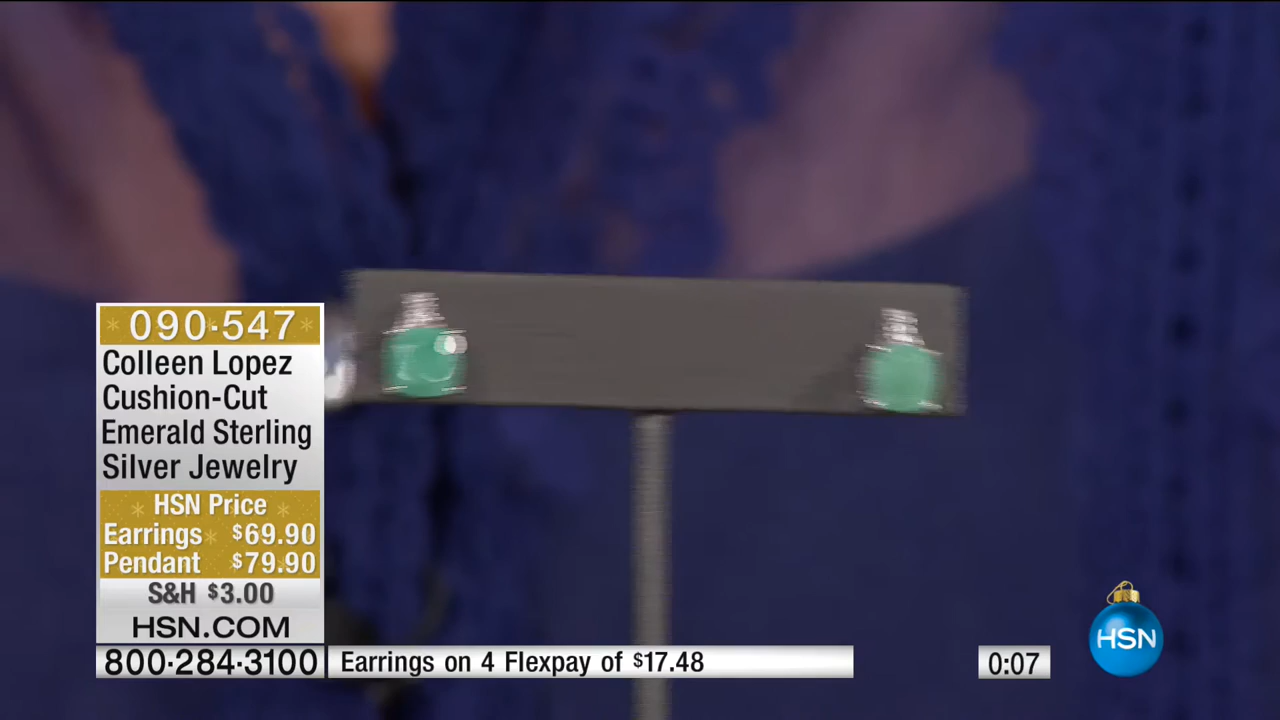 090·547
Colleen Lopez
Cushion-Cut
Emerald Sterling
Silver Jewelry
HSN Price
Earrings $69.90
Pendant $79.90
S&H $3.00
HSN.COM
800·284·3100
Earrings on 4 Flexpay of $17.48
0:07
HSN